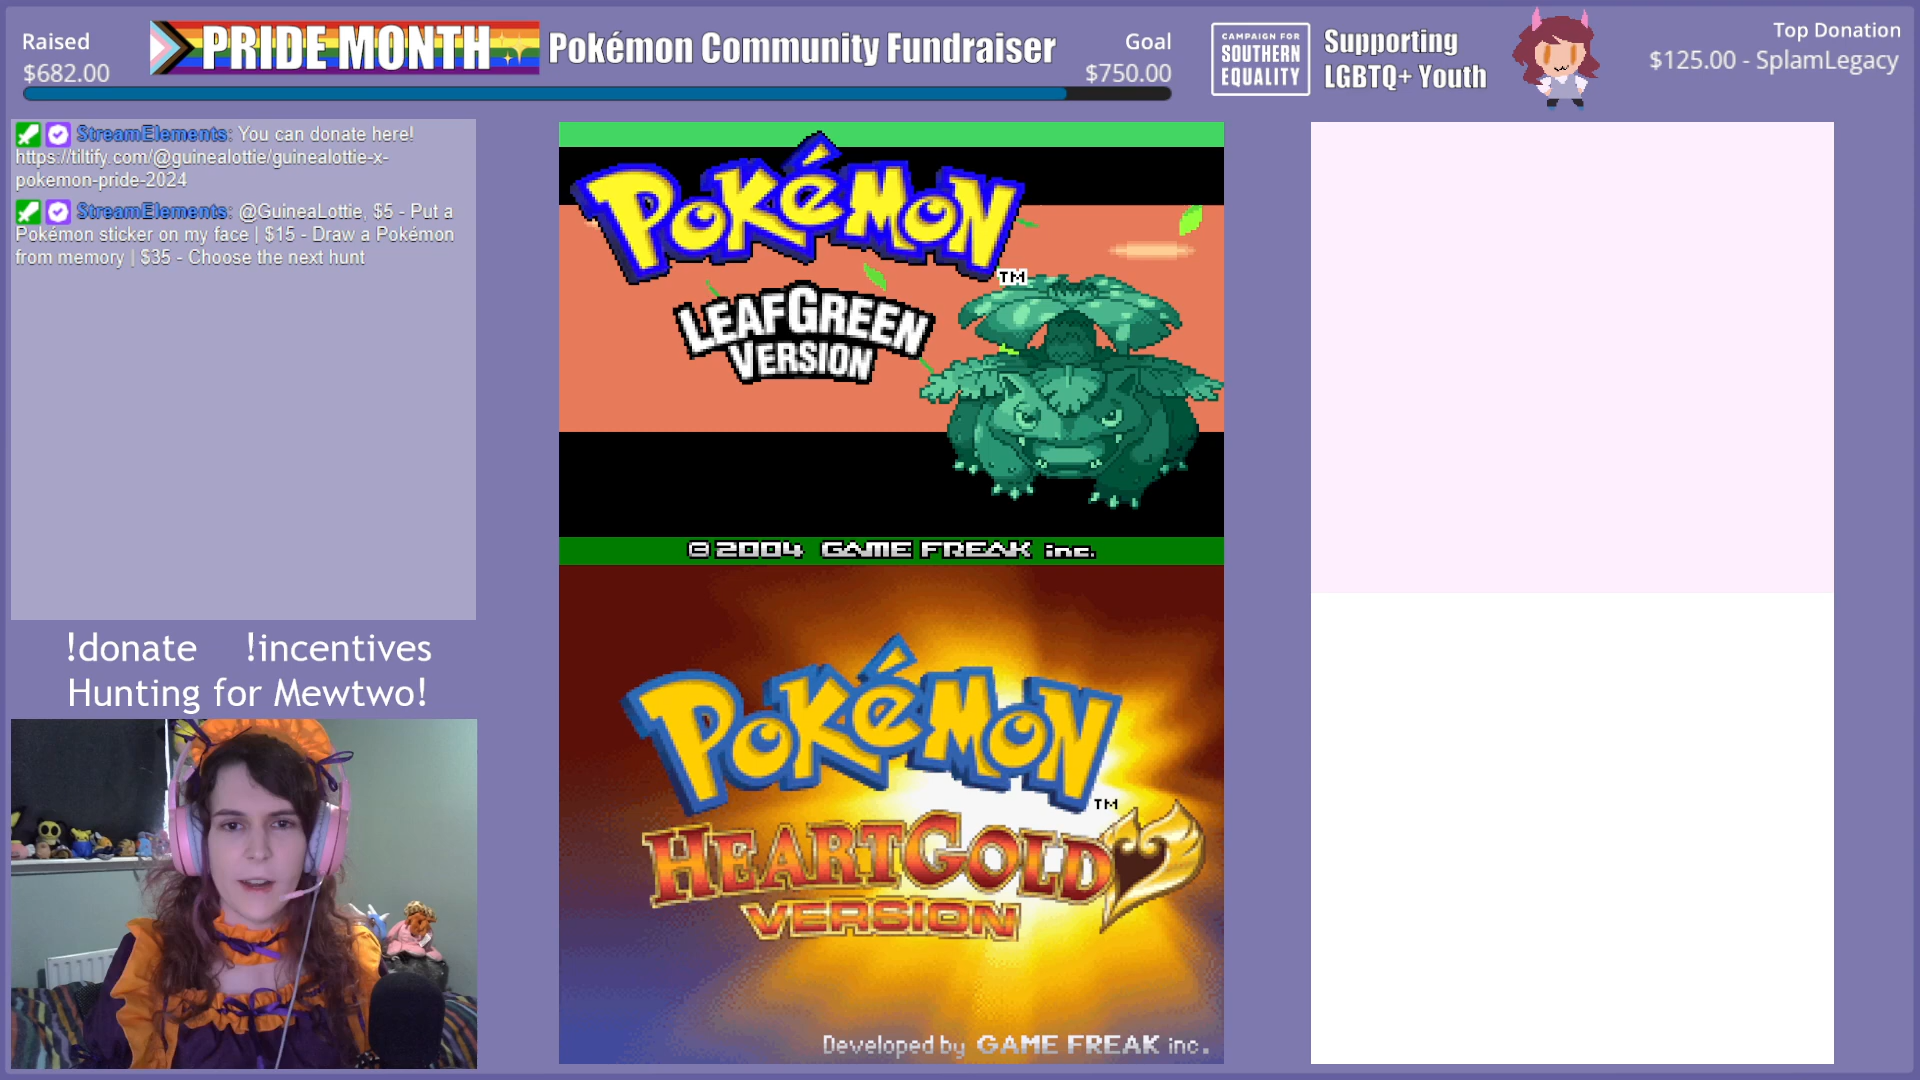 Raised
$682.00
PRIDE MONTH Pokémon Community Fundraiser
Goal
$750.00
CAMPAIGN FOR
SOUTHERN
EQUALITY
Supporting
LGBTQ+ Youth
Top Donation
$125.00 - SplamLegacy
StreamElements: You can donate here!
https://tiltify.com/@guinealottie/guinealottie-x-
pokemon-pride-2024
StreamElements: @GuineaLottie, $5 - Put a
Pokémon sticker on my face | $15 - Draw a Pokémon
from memory | $35 - Choose the next hunt
!donate !incentives
Hunting for Mewtwo!
POKéMON
TM
LEAFGREEN
VERSION
© 2004 GAME FREAK inc.
POKéMON
TM
HEARTGOLD
VERSION
Developed by GAME FREAK inc.